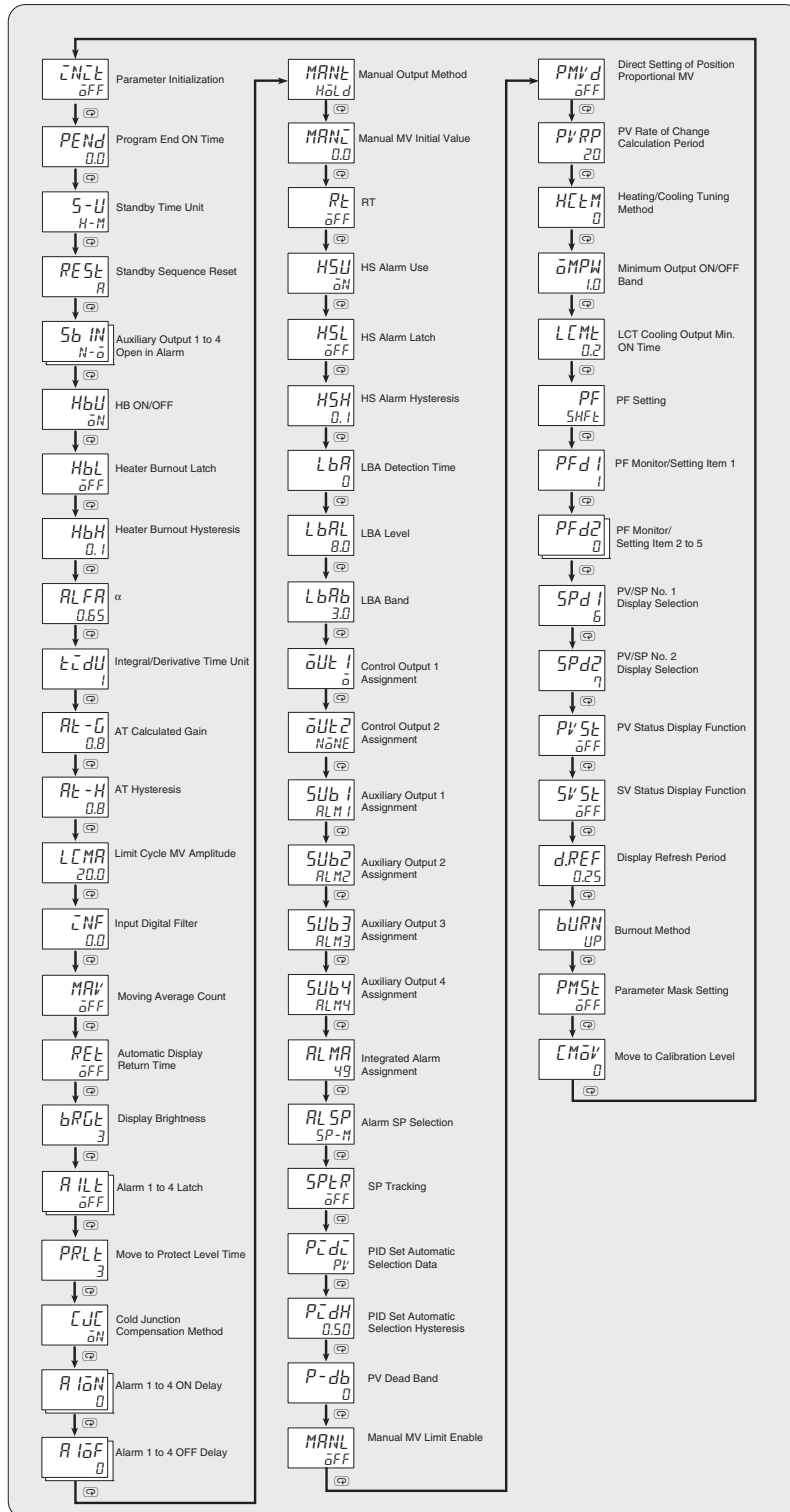 INIT
OFF
Parameter Initialization
PEND
0.0
Program End ON Time
S-U
H-M
Standby Time Unit
REST
A
Standby Sequence Reset
Sb1N
N-O
Auxiliary Output 1 to 4
Open in Alarm
HbU
ON
HB ON/OFF
HbL
OFF
Heater Burnout Latch
HbH
0.1
Heater Burnout Hysteresis
ALFA
0.65
α
TIDU
1
Integral/Derivative Time Unit
AT-G
0.8
AT Calculated Gain
AT-H
0.8
AT Hysteresis
LCMA
20.0
Limit Cycle MV Amplitude
INF
0.0
Input Digital Filter
MAV
OFF
Moving Average Count
RET
OFF
Automatic Display
Return Time
bRGT
3
Display Brightness
A1LT
OFF
Alarm 1 to 4 Latch
PRLT
3
Move to Protect Level Time
CJC
ON
Cold Junction
Compensation Method
A1ON
0
Alarm 1 to 4 ON Delay
A1OF
0
Alarm 1 to 4 OFF Delay
MANT
HOLD
Manual Output Method
MANI
0.0
Manual MV Initial Value
RT
OFF
RT
HSU
ON
HS Alarm Use
HSL
OFF
HS Alarm Latch
HSH
0.1
HS Alarm Hysteresis
LbA
0
LBA Detection Time
LbAL
8.0
LBA Level
LbAb
3.0
LBA Band
OUT1
O
Control Output 1
Assignment
OUT2
NONE
Control Output 2
Assignment
SUb1
ALM1
Auxiliary Output 1
Assignment
SUb2
ALM2
Auxiliary Output 2
Assignment
SUb3
ALM3
Auxiliary Output 3
Assignment
SUb4
ALM4
Auxiliary Output 4
Assignment
ALMA
49
Integrated Alarm
Assignment
ALSP
SP-M
Alarm SP Selection
SPTR
OFF
SP Tracking
PIDI
PV
PID Set Automatic
Selection Data
PIDH
0.50
PID Set Automatic
Selection Hysteresis
P-db
0
PV Dead Band
MANL
OFF
Manual MV Limit Enable
PMVd
OFF
Direct Setting of Position
Proportional MV
PVRP
20
PV Rate of Change
Calculation Period
HCTM
0
Heating/Cooling Tuning
Method
OMPW
1.0
Minimum Output ON/OFF
Band
LCMT
0.2
LCT Cooling Output Min.
ON Time
PF
SHFT
PF Setting
PFd1
1
PF Monitor/Setting Item 1
PFd2
0
PF Monitor/
Setting Item 2 to 5
SPd1
6
PV/SP No. 1
Display Selection
SPd2
7
PV/SP No. 2
Display Selection
PVST
OFF
PV Status Display Function
SVST
OFF
SV Status Display Function
d.REF
0.25
Display Refresh Period
bURN
UP
Burnout Method
PMST
OFF
Parameter Mask Setting
CMOV
0
Move to Calibration Level